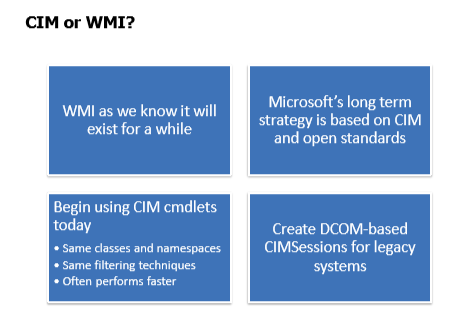 CIM or WMI?
WMI as we know it will
exist for a while
Microsoft's long term
strategy is based on CIM
and open standards
Begin using CIM cmdlets
today
• Same classes and namespaces
• Same filtering techniques
• Often performs faster
Create DCOM-based
CIMSessions for legacy
systems